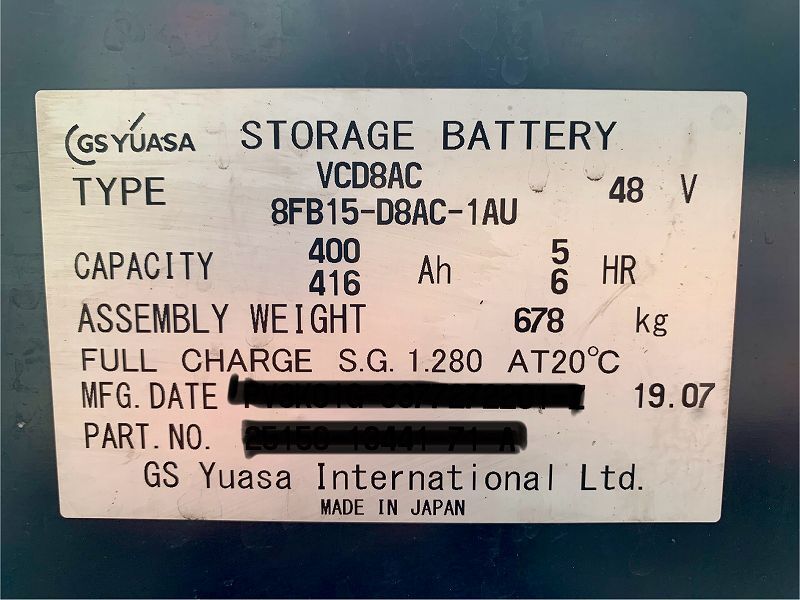 GS YUASA STORAGE BATTERY
TYPE VCD8AC 48 V
8FB15-D8AC-1AU
CAPACITY 400 Ah 5 HR
416 6
ASSEMBLY WEIGHT 678 kg
FULL CHARGE S.G. 1.280 AT20℃
MFG. DATE 19.07
PART. NO.
GS Yuasa International Ltd.
MADE IN JAPAN